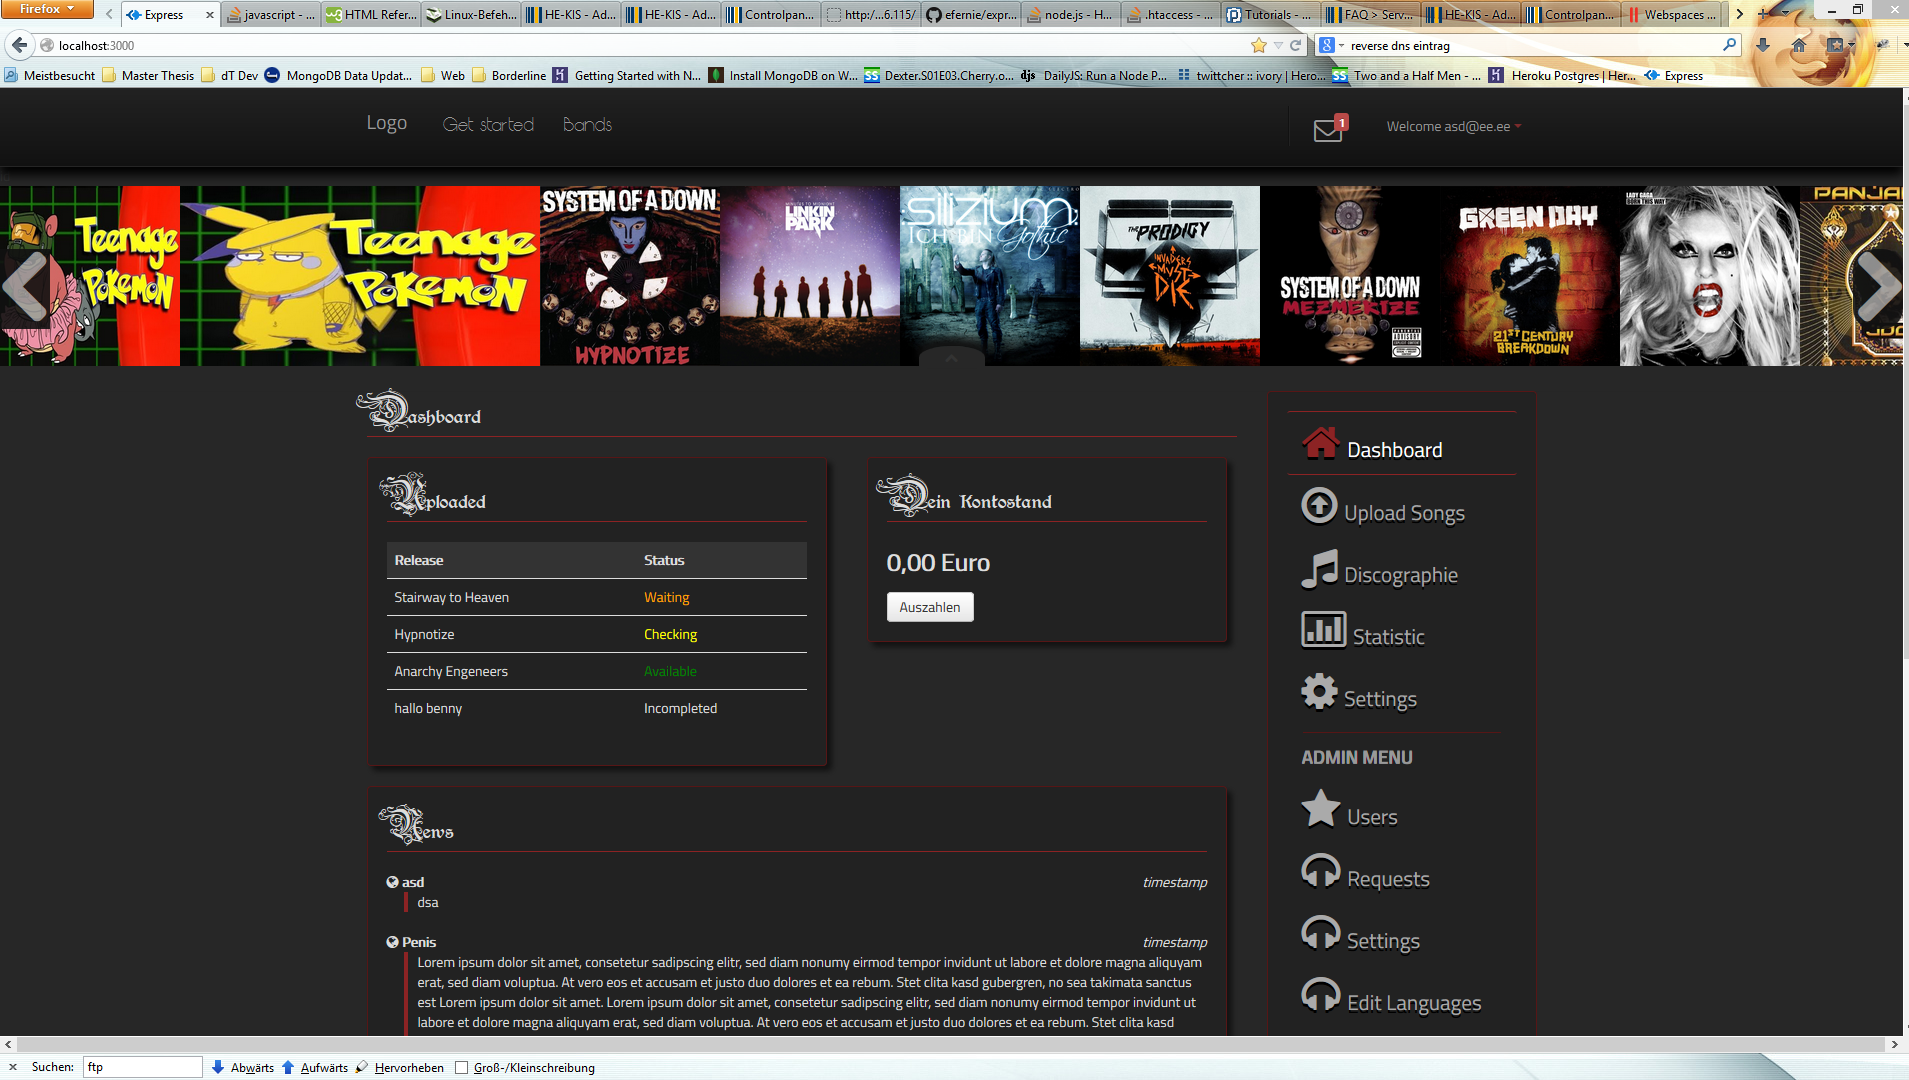 Firefox
Express
javascript - ...
HTML Refer...
Linux-Befeh...
HE-KIS - Ad...
HE-KIS - Ad...
Controlpan...
http:/...6.115/
efernie/expr...
node.js - H...
.htaccess - ...
Tutorials - ...
FAQ > Serv...
HE-KIS - Ad...
Controlpan...
Webspaces ...
localhost:3000
reverse dns eintrag
Meistbesucht
Master Thesis
dT Dev
MongoDB Data Updat...
Web
Borderline
Getting Started with N...
Install MongoDB on W...
Dexter.S01E03.Cherry.o...
djs DailyJS: Run a Node P...
twittcher :: ivory | Hero...
Two and a Half Men - ...
Heroku Postgres | Her...
Express
Logo
Get started
Bands
1
Welcome asd@ee.ee
Teenage
Pokemon
Teenage
Pokemon
SYSTEM OF A DOWN
HYPNOTIZE
MINUTES TO MIDNIGHT
LINKIN
PARK
SILIZIUM
ICH BIN Gothic
THE PRODIGY
INVADERS
MUST
DIE
SYSTEM OF A DOWN
MEZMERIZE
GREEN DAY
21ST CENTURY
BREAKDOWN
LADY GAGA
BORN THIS WAY
Dashboard
Uploaded
Release Status
Stairway to Heaven Waiting
Hypnotize Checking
Anarchy Engeneers Available
hallo benny Incompleted
Dein Kontostand
0,00 Euro
Auszahlen
News
asd timestamp
dsa
Penis timestamp
Lorem ipsum dolor sit amet, consetetur sadipscing elitr, sed diam nonumy eirmod tempor invidunt ut labore et dolore magna aliquyam
erat, sed diam voluptua. At vero eos et accusam et justo duo dolores et ea rebum. Stet clita kasd gubergren, no sea takimata sanctus
est Lorem ipsum dolor sit amet. Lorem ipsum dolor sit amet, consetetur sadipscing elitr, sed diam nonumy eirmod tempor invidunt ut
labore et dolore magna aliquyam erat, sed diam voluptua. At vero eos et accusam et justo duo dolores et ea rebum. Stet clita kasd
Dashboard
Upload Songs
Discographie
Statistic
Settings
ADMIN MENU
Users
Requests
Settings
Edit Languages
Suchen: ftp
Abwärts
Aufwärts
Hervorheben
Groß-/Kleinschreibung